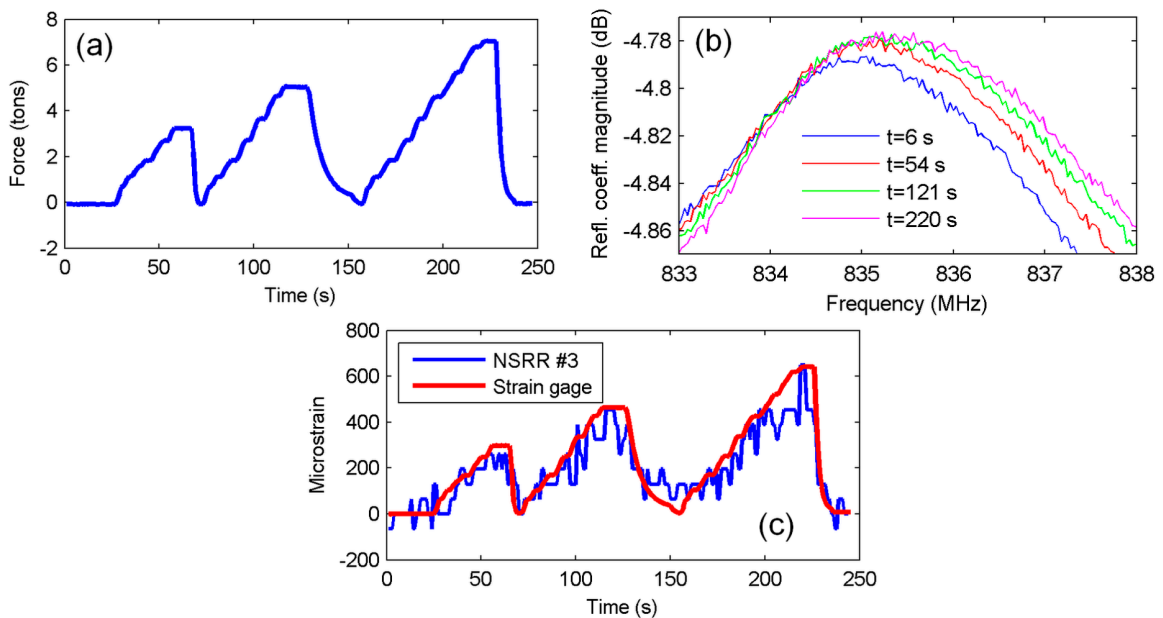 (a)
Force (tons)
8
6
4
2
0
-2
0 50 100 150 200 250
Time (s)
(b)
Refl. coeff. magnitude (dB)
-4.78
-4.8
-4.82
-4.84
-4.86
t=6 s
t=54 s
t=121 s
t=220 s
833 834 835 836 837 838
Frequency (MHz)
Microstrain
800
600
400
200
0
-200
NSRR #3
Strain gage
(c)
0 50 100 150 200 250
Time (s)